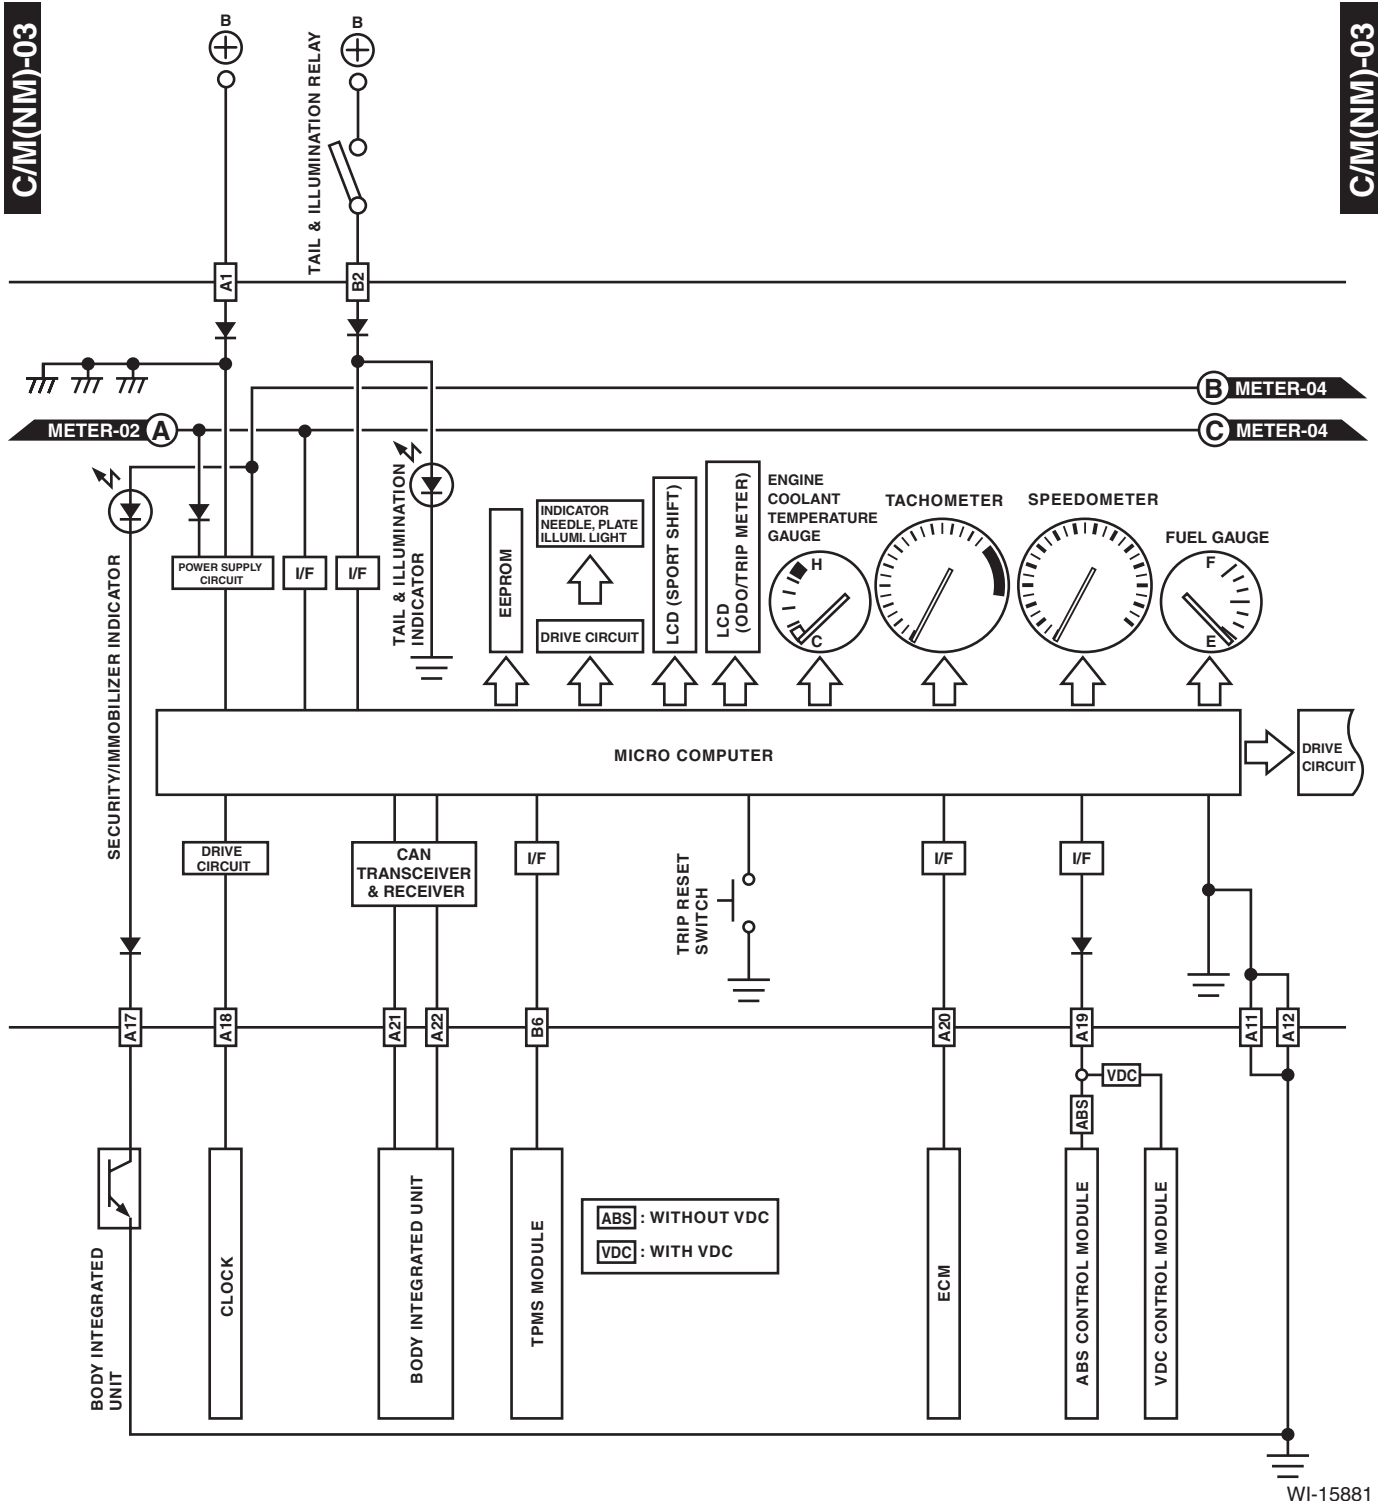 C/M(NM)-03
C/M(NM)-03
B
B
TAIL & ILLUMINATION RELAY
A1
B2
B METER-04
METER-02 A
C METER-04
SECURITY/IMMOBILIZER INDICATOR
POWER SUPPLY
CIRCUIT
I/F
I/F
TAIL & ILLUMINATION
INDICATOR
EEPROM
INDICATOR
NEEDLE, PLATE
ILLUMI. LIGHT
DRIVE CIRCUIT
LCD (SPORT SHIFT)
LCD
(ODO/TRIP METER)
ENGINE
COOLANT
TEMPERATURE
GAUGE
H
C
TACHOMETER
SPEEDOMETER
FUEL GAUGE
F
E
MICRO COMPUTER
DRIVE
CIRCUIT
DRIVE
CIRCUIT
CAN
TRANSCEIVER
& RECEIVER
I/F
TRIP RESET
SWITCH
I/F
I/F
A17
A18
A21
A22
B6
A20
A19
A11
A12
VDC
ABS
BODY INTEGRATED
UNIT
CLOCK
BODY INTEGRATED UNIT
TPMS MODULE
ABS : WITHOUT VDC
VDC : WITH VDC
ECM
ABS CONTROL MODULE
VDC CONTROL MODULE
WI-15881